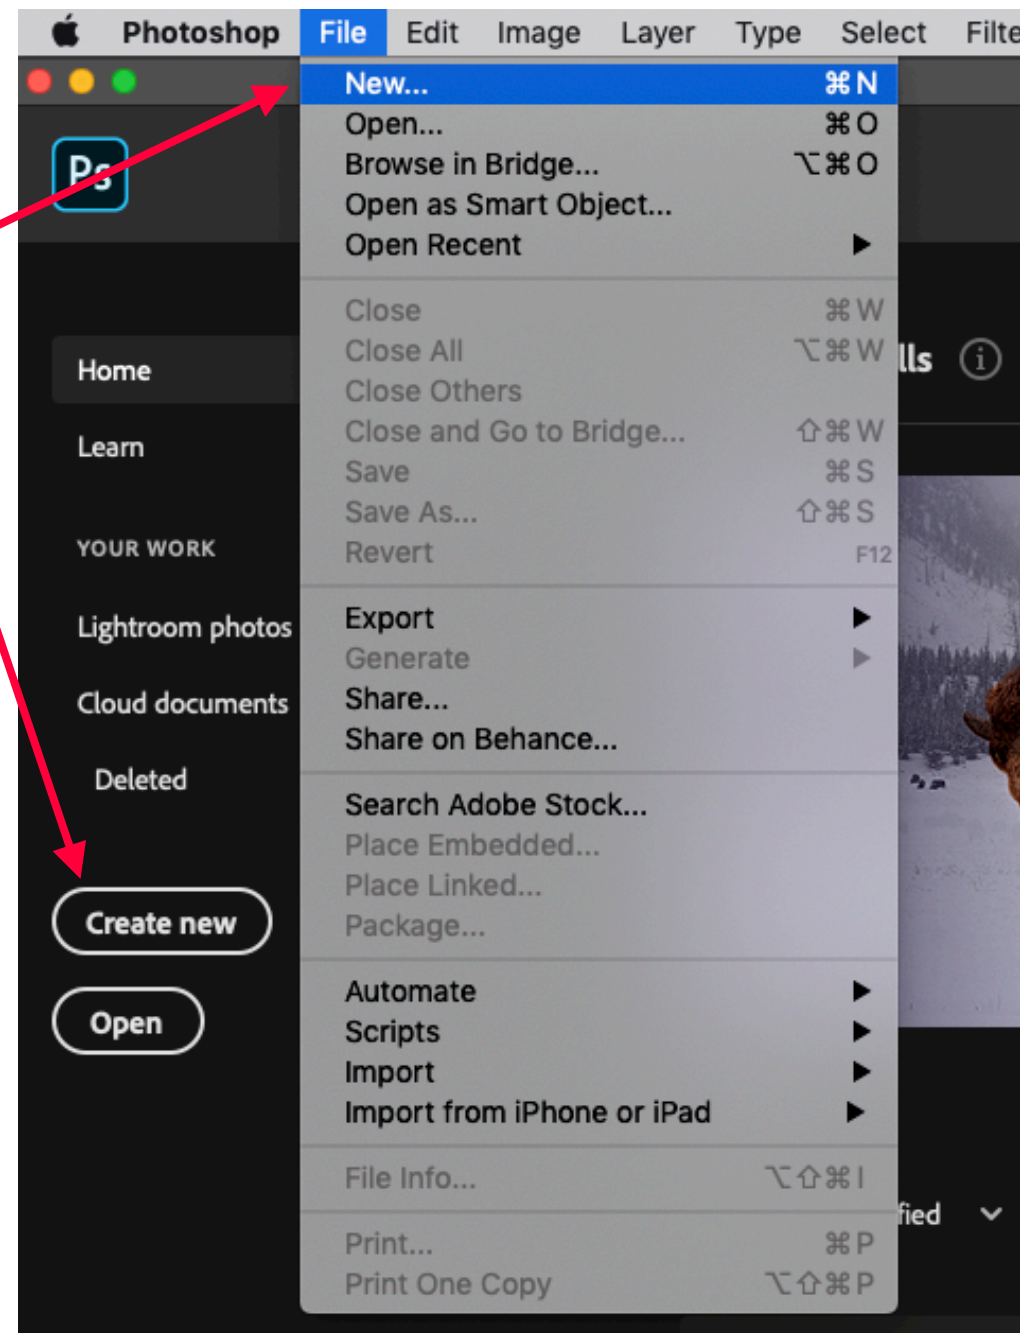 Photoshop File Edit Image Layer Type Select Filte
Ps
New... ⌘N
Open... ⌘O
Browse in Bridge... ⌥⌘O
Open as Smart Object...
Open Recent
Close ⌘W
Close All ⌥⌘W
Close Others
Close and Go to Bridge... ⇧⌘W
Save ⌘S
Save As... ⇧⌘S
Revert F12
Export
Generate
Share...
Share on Behance...
Search Adobe Stock...
Place Embedded...
Place Linked...
Package...
Automate
Scripts
Import
Import from iPhone or iPad
File Info... ⌥⇧⌘I
Print... ⌘P
Print One Copy ⌥⇧⌘P
Home
Learn
YOUR WORK
Lightroom photos
Cloud documents
Deleted
Create new
Open
lls
fied